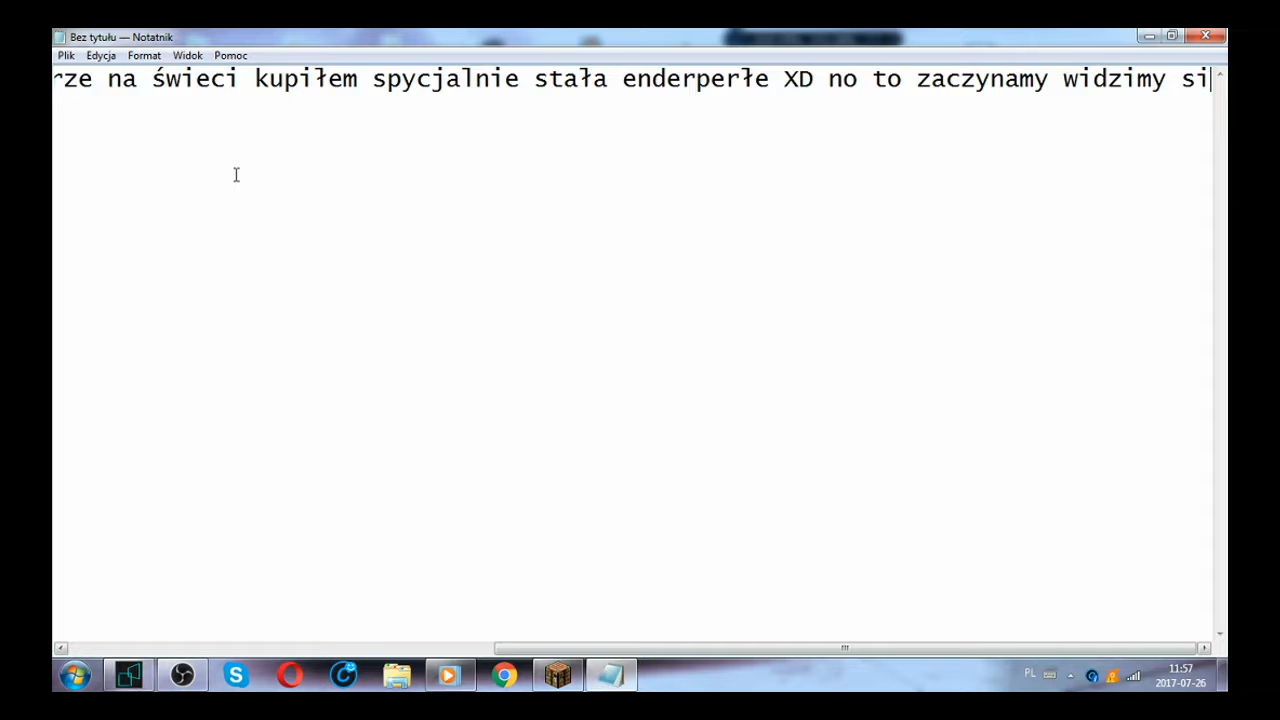 Bez tytułu — Notatnik
Plik Edycja Format Widok Pomoc
rze na świeci kupiłem spycjalnie stała enderperłe XD no to zaczynamy widzimy si
PL
11:57
2017-07-26